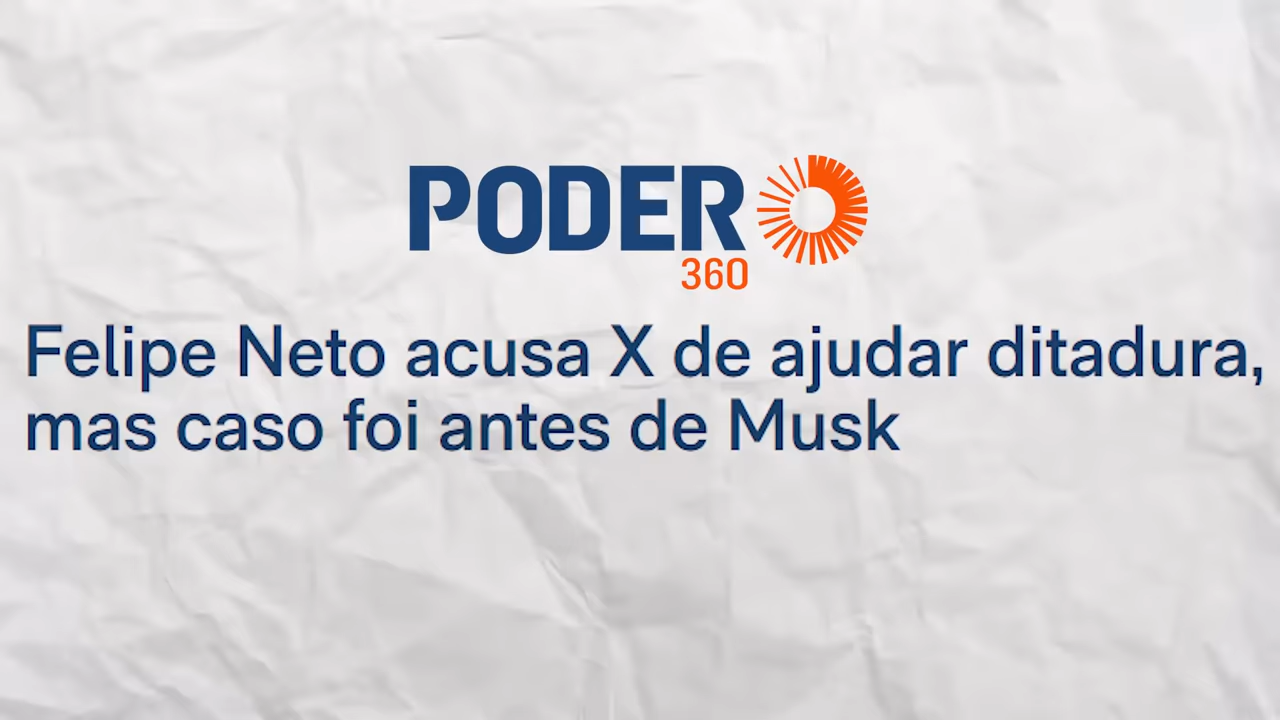 PODER
360
Felipe Neto acusa X de ajudar ditadura,
mas caso foi antes de Musk